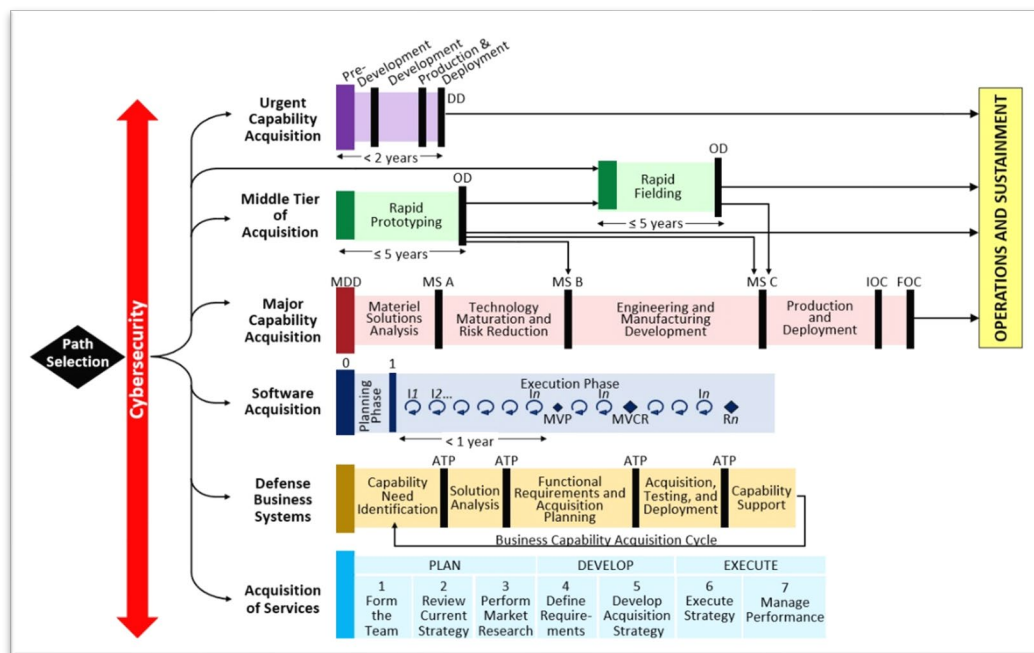 Pre-
Development
Development
Production &
Deployment
Urgent
Capability
Acquisition
DD
< 2 years
Middle Tier
of
Acquisition
Rapid
Prototyping
OD
≤ 5 years
Rapid
Fielding
OD
≤ 5 years
Major
Capability
Acquisition
MDD
MS A
MS B
MS C
IOC
FOC
Materiel
Solutions
Analysis
Technology
Maturation and
Risk Reduction
Engineering and
Manufacturing
Development
Production
and
Deployment
OPERATIONS AND SUSTAINMENT
Path
Selection
Cybersecurity
Software
Acquisition
0
1
Planning
Phase
Execution Phase
I1
I2...
In
In
In
MVP
MVCR
Rn
< 1 year
Defense
Business
Systems
ATP
ATP
ATP
ATP
Capability
Need
Identification
Solution
Analysis
Functional
Requirements and
Acquisition
Planning
Acquisition,
Testing, and
Deployment
Capability
Support
Business Capability Acquisition Cycle
Acquisition
of Services
PLAN
DEVELOP
EXECUTE
1
Form
the
Team
2
Review
Current
Strategy
3
Perform
Market
Research
4
Define
Require-
ments
5
Develop
Acquisition
Strategy
6
Execute
Strategy
7
Manage
Performance